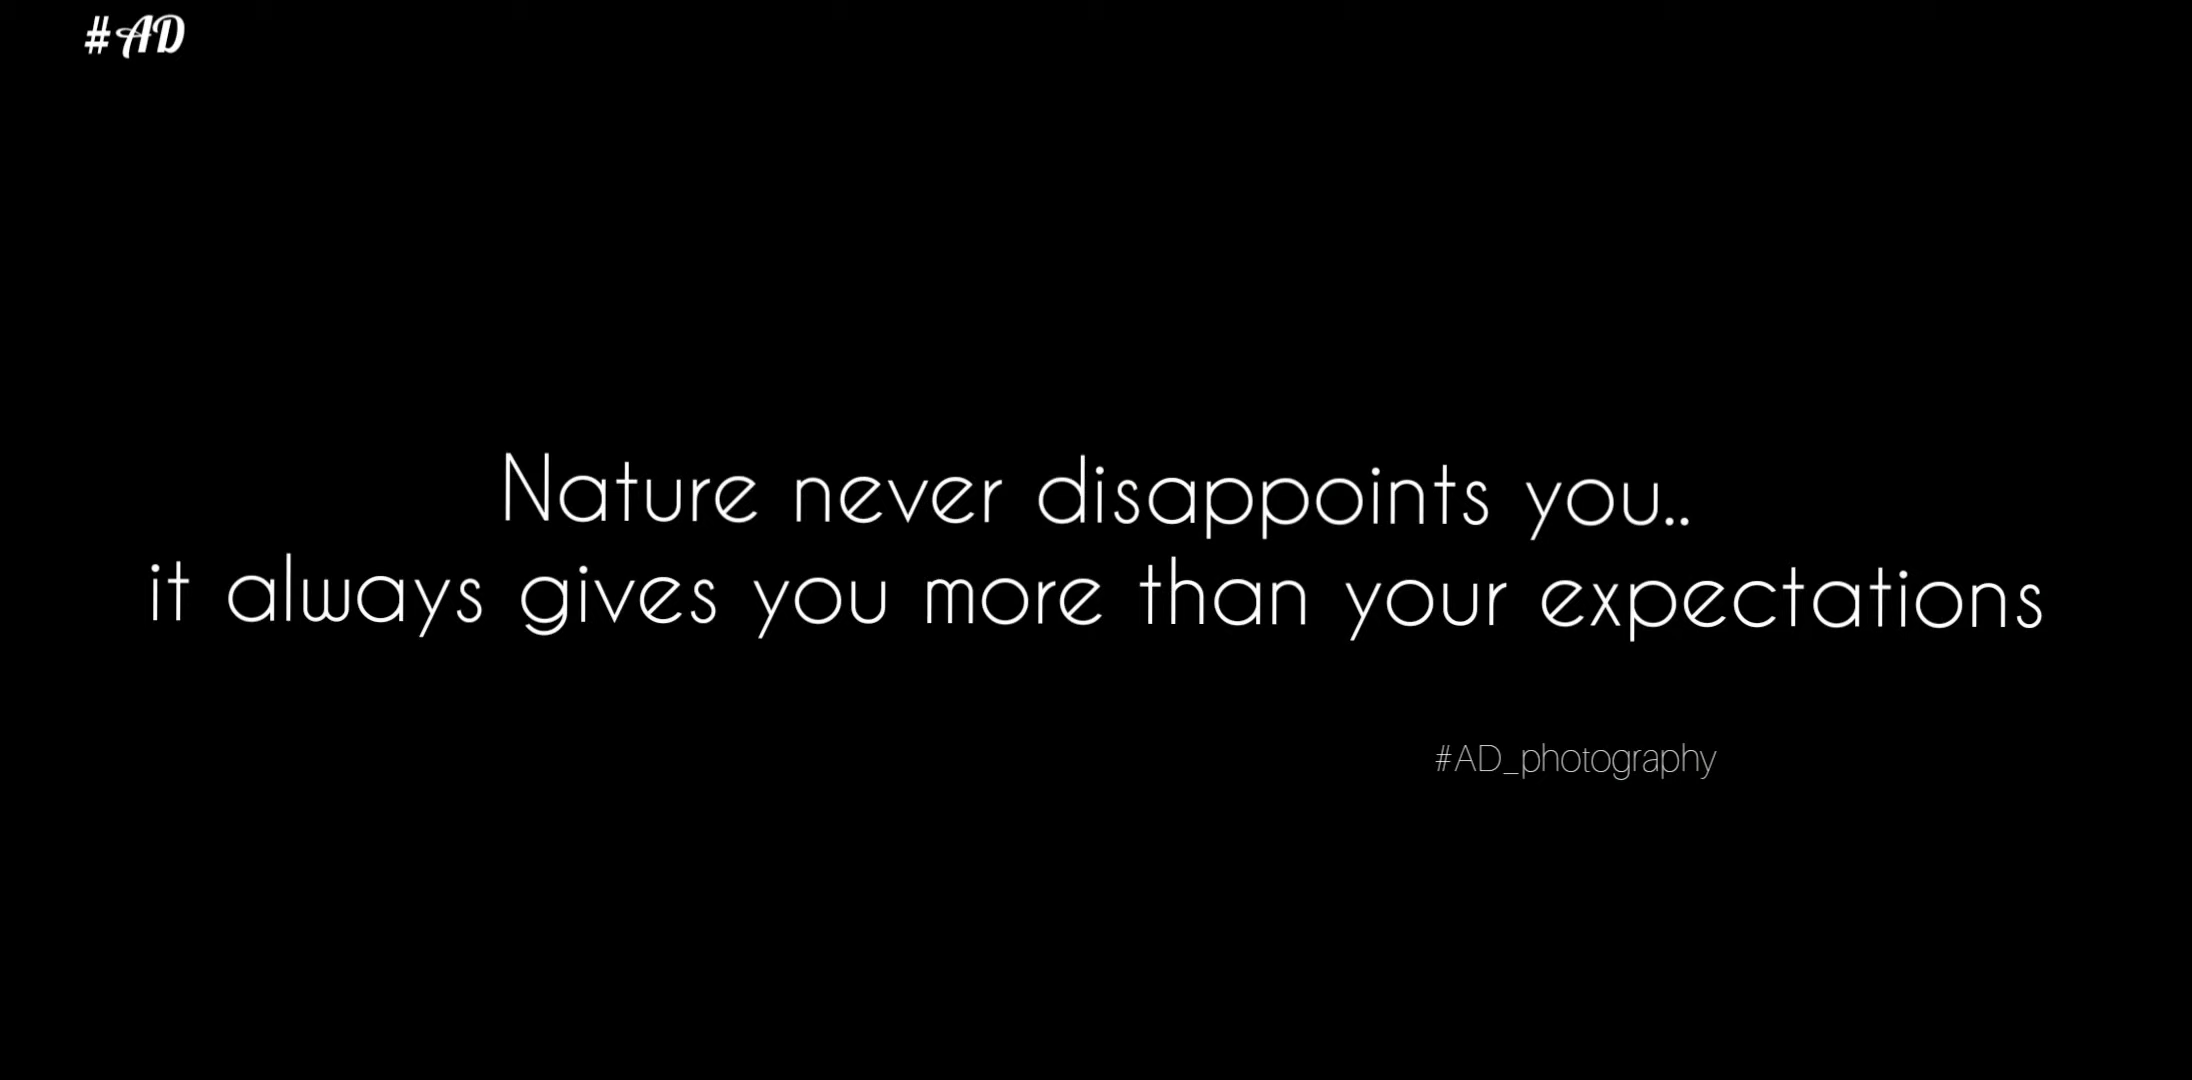 #AD
Nature never disappoints you..
it always gives you more than your expectations
#AD_photography